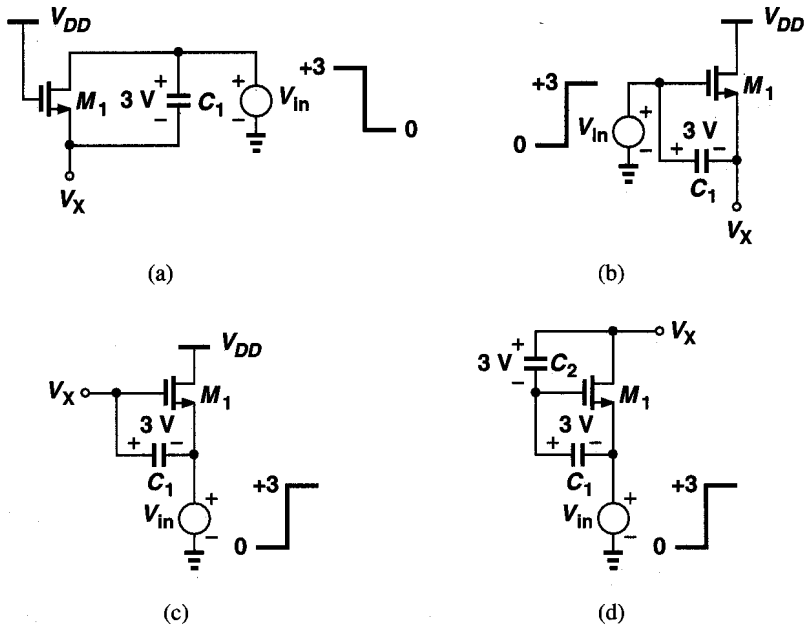 V_DD
M_1
3 V
+
−
C_1
+
−
V_in
+3
0
V_X
(a)
V_DD
+3
0
V_in
+
−
M_1
3 V
+
−
C_1
V_X
(b)
V_DD
V_X
M_1
3 V
+
−
C_1
V_in
+
−
+3
0
(c)
V_X
3 V
+
−
C_2
M_1
3 V
+
−
C_1
V_in
+
−
+3
0
(d)